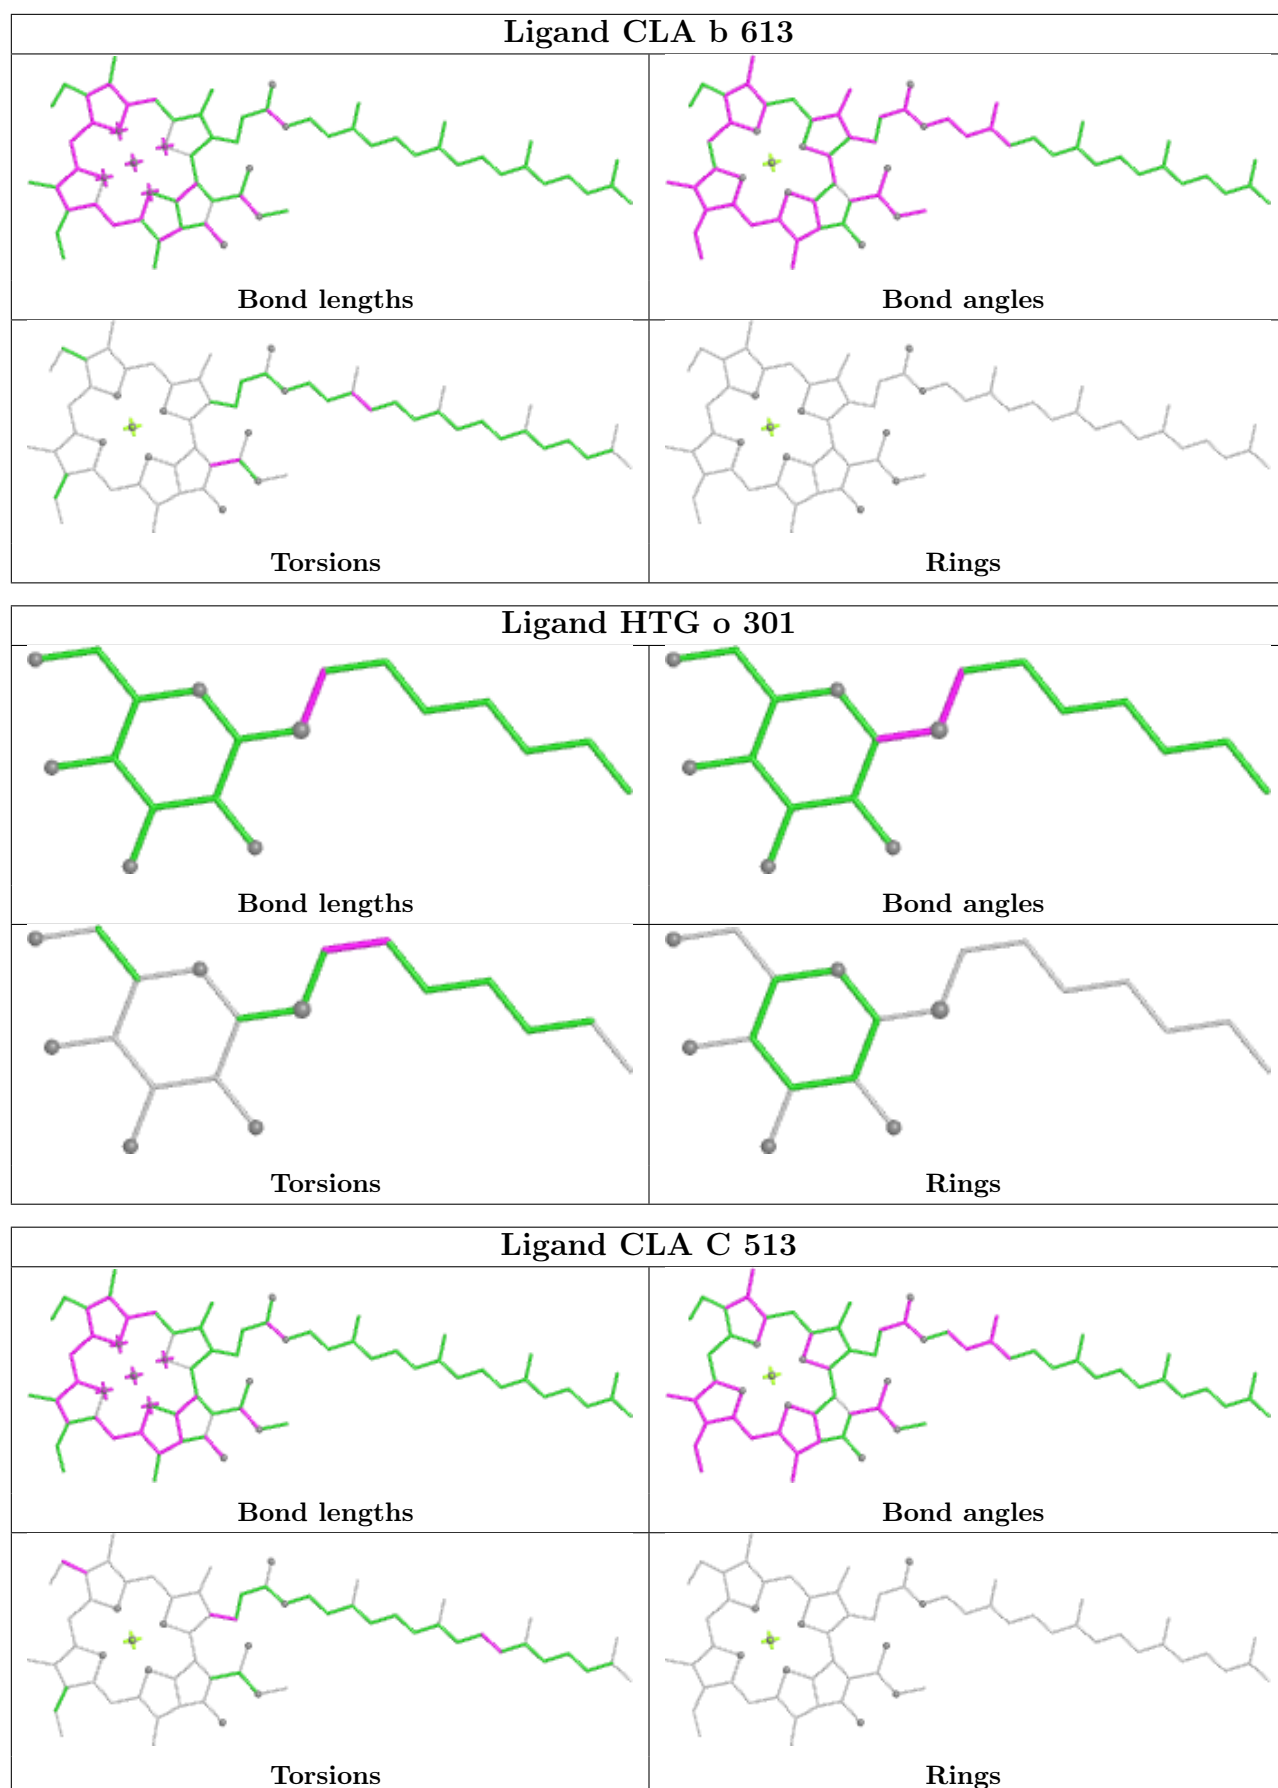 Ligand CLA b 613
Bond lengths
Bond angles
Torsions
Rings
Ligand HTG o 301
Bond lengths
Bond angles
Torsions
Rings
Ligand CLA C 513
Bond lengths
Bond angles
Torsions
Rings